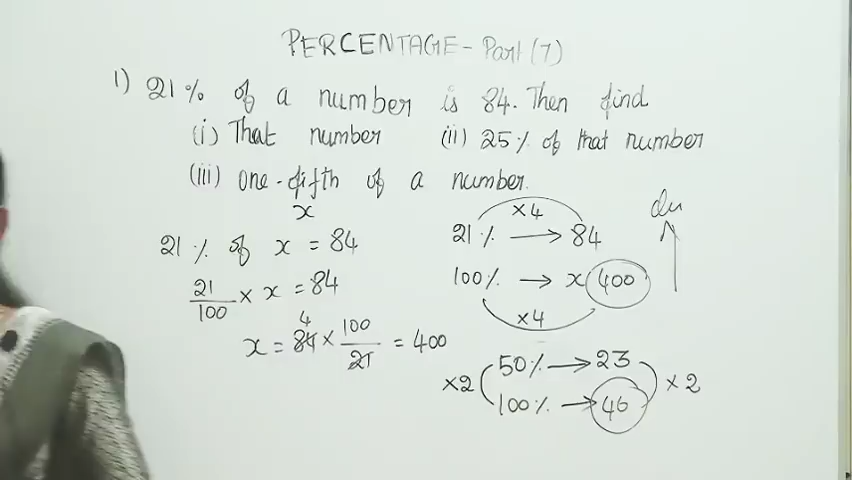 PERCENTAGE - Part (7)
1) 21% of a number is 84. Then find
(i) That number (ii) 25% of that number
(iii) one-fifth of a number.
x
21% of x = 84
21/100 × x = 84
4
x = 84 × 100/21 = 400
×4
21% → 84
100% → x 400
×4
×2 50% → 23 ×2
100% → 46